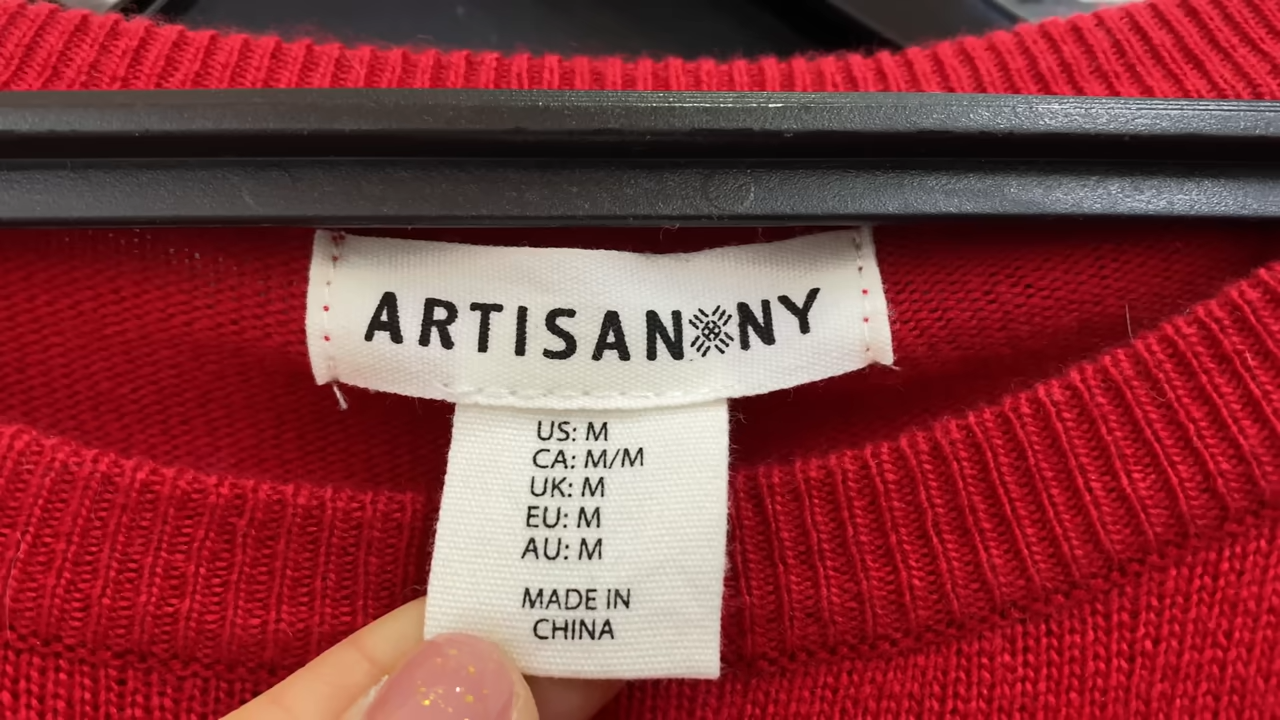 ARTISAN NY
US: M
CA: M/M
UK: M
EU: M
AU: M
MADE IN
CHINA